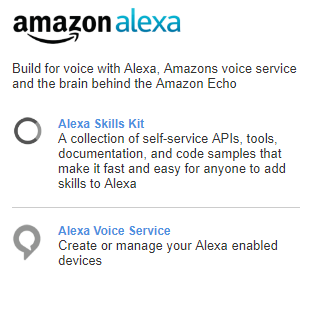 amazon alexa
Build for voice with Alexa, Amazons voice service
and the brain behind the Amazon Echo
Alexa Skills Kit
A collection of self-service APIs, tools,
documentation, and code samples that
make it fast and easy for anyone to add
skills to Alexa
Alexa Voice Service
Create or manage your Alexa enabled
devices